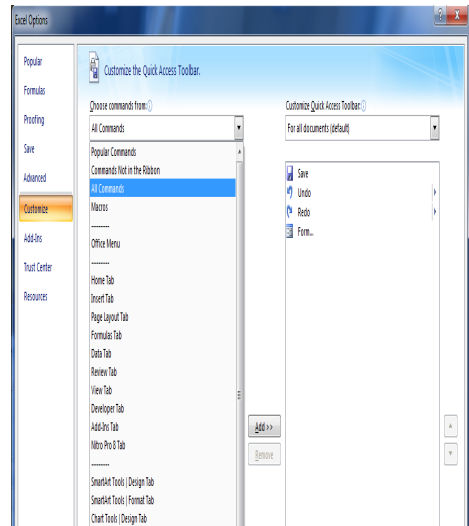 Excel Options
Popular
Formulas
Proofing
Save
Advanced
Customize
Add-Ins
Trust Center
Resources
Customize the Quick Access Toolbar.
Choose commands from:
All Commands
Popular Commands
Commands Not in the Ribbon
All Commands
Macros
---------
Office Menu
---------
Home Tab
Insert Tab
Page Layout Tab
Formulas Tab
Data Tab
Review Tab
View Tab
Developer Tab
Add-Ins Tab
Nitro Pro 8 Tab
---------
SmartArt Tools | Design Tab
SmartArt Tools | Format Tab
Chart Tools | Design Tab
Add >>
Remove
Customize Quick Access Toolbar:
For all documents (default)
Save
Undo
Redo
Form...